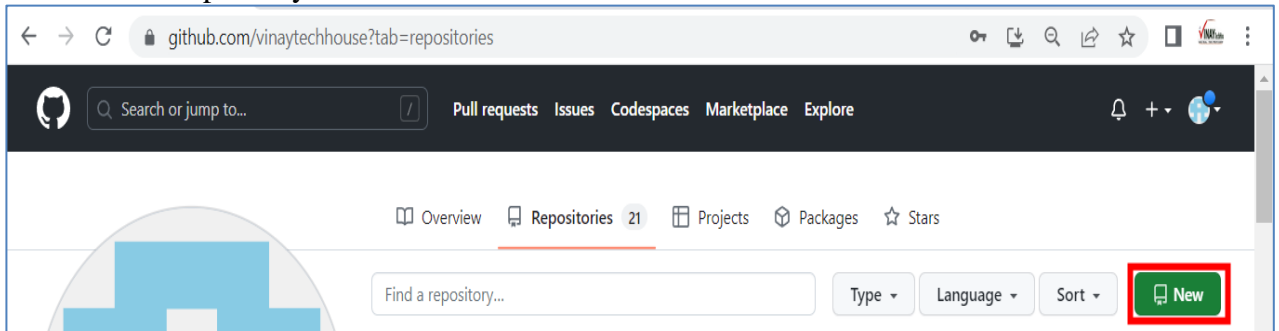 github.com/vinaytechhouse?tab=repositories
Search or jump to... / Pull requests Issues Codespaces Marketplace Explore
Overview Repositories 21 Projects Packages Stars
Find a repository... Type Language Sort New